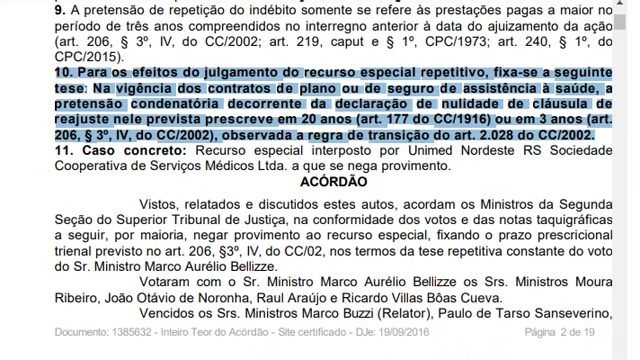 9. A pretensão de repetição do indébito somente se refere às prestações pagas a maior no
período de três anos compreendidos no interregno anterior à data do ajuizamento da ação
(art. 206, § 3º, IV, do CC/2002; art. 219, caput e § 1º, CPC/1973; art. 240, § 1º, do
CPC/2015).
10. Para os efeitos do julgamento do recurso especial repetitivo, fixa-se a seguinte
tese: Na vigência dos contratos de plano ou de seguro de assistência à saúde, a
pretensão condenatória decorrente da declaração de nulidade de cláusula de
reajuste nele prevista prescreve em 20 anos (art. 177 do CC/1916) ou em 3 anos (art.
206, § 3º, IV, do CC/2002), observada a regra de transição do art. 2.028 do CC/2002.
11. Caso concreto: Recurso especial interposto por Unimed Nordeste RS Sociedade
Cooperativa de Serviços Médicos Ltda. a que se nega provimento.
ACÓRDÃO
Vistos, relatados e discutidos estes autos, acordam os Ministros da Segunda
Seção do Superior Tribunal de Justiça, na conformidade dos votos e das notas taquigráficas
a seguir, por maioria, negar provimento ao recurso especial, fixando o prazo prescricional
trienal previsto no art. 206, §3º, IV, do CC/02, nos termos da tese repetitiva constante do voto
do Sr. Ministro Marco Aurélio Bellizze.
Votaram com o Sr. Ministro Marco Aurélio Bellizze os Srs. Ministros Moura
Ribeiro, João Otávio de Noronha, Raul Araújo e Ricardo Villas Bôas Cueva.
Vencidos os Srs. Ministros Marco Buzzi (Relator), Paulo de Tarso Sanseverino,
Documento: 1385632 - Inteiro Teor do Acórdão - Site certificado - DJe: 19/09/2016 Página 2 de 19